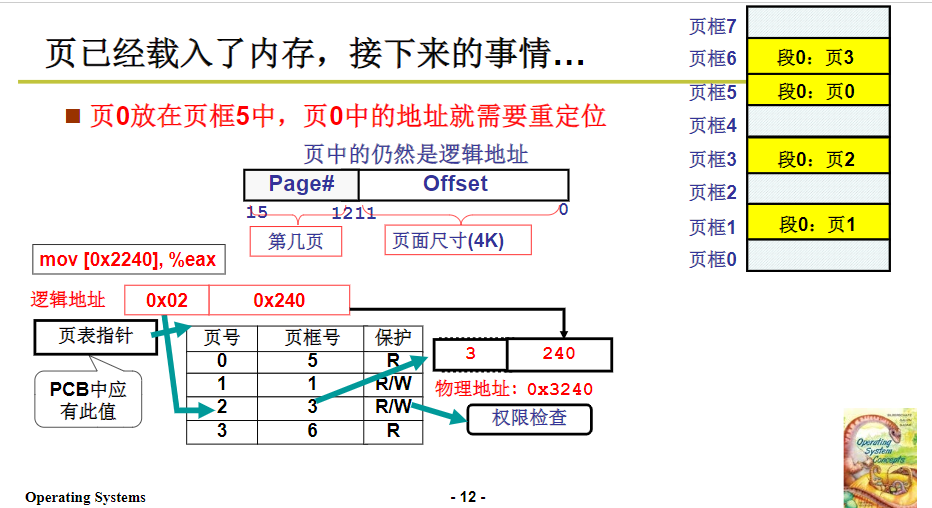 页已经载入了内存，接下来的事情...
■ 页0放在页框5中，页0中的地址就需要重定位
页中的仍然是逻辑地址
Page# Offset
15 12 11 0
第几页 页面尺寸(4K)
mov [0x2240], %eax
逻辑地址 0x02 0x240
页表指针
PCB中应
有此值
页号 页框号 保护
0 5 R
1 1 R/W
2 3 R/W
3 6 R
3 240
物理地址：0x3240
权限检查
页框7
页框6 段0：页3
页框5 段0：页0
页框4
页框3 段0：页2
页框2
页框1 段0：页1
页框0
Operating
System
Concepts
Operating Systems
- 12 -